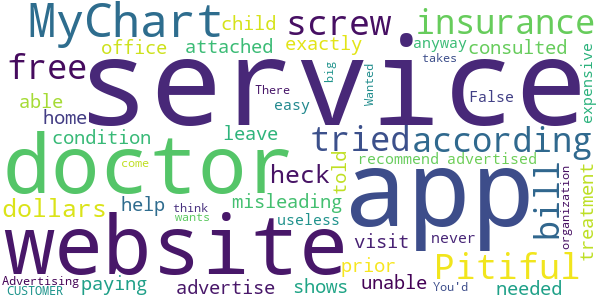 MyChart child screw insurance
office attached exactly anyway consulted
free service takes expensive
There big Wanted
able home easy False
condition leave tried according
doctor come heck told recommend advertised
app bill organization treatment
dollars help think wants misleading useless
visit never
website prior Pitiful
Advertising CUSTOMER paying advertise shows unable You'd needed